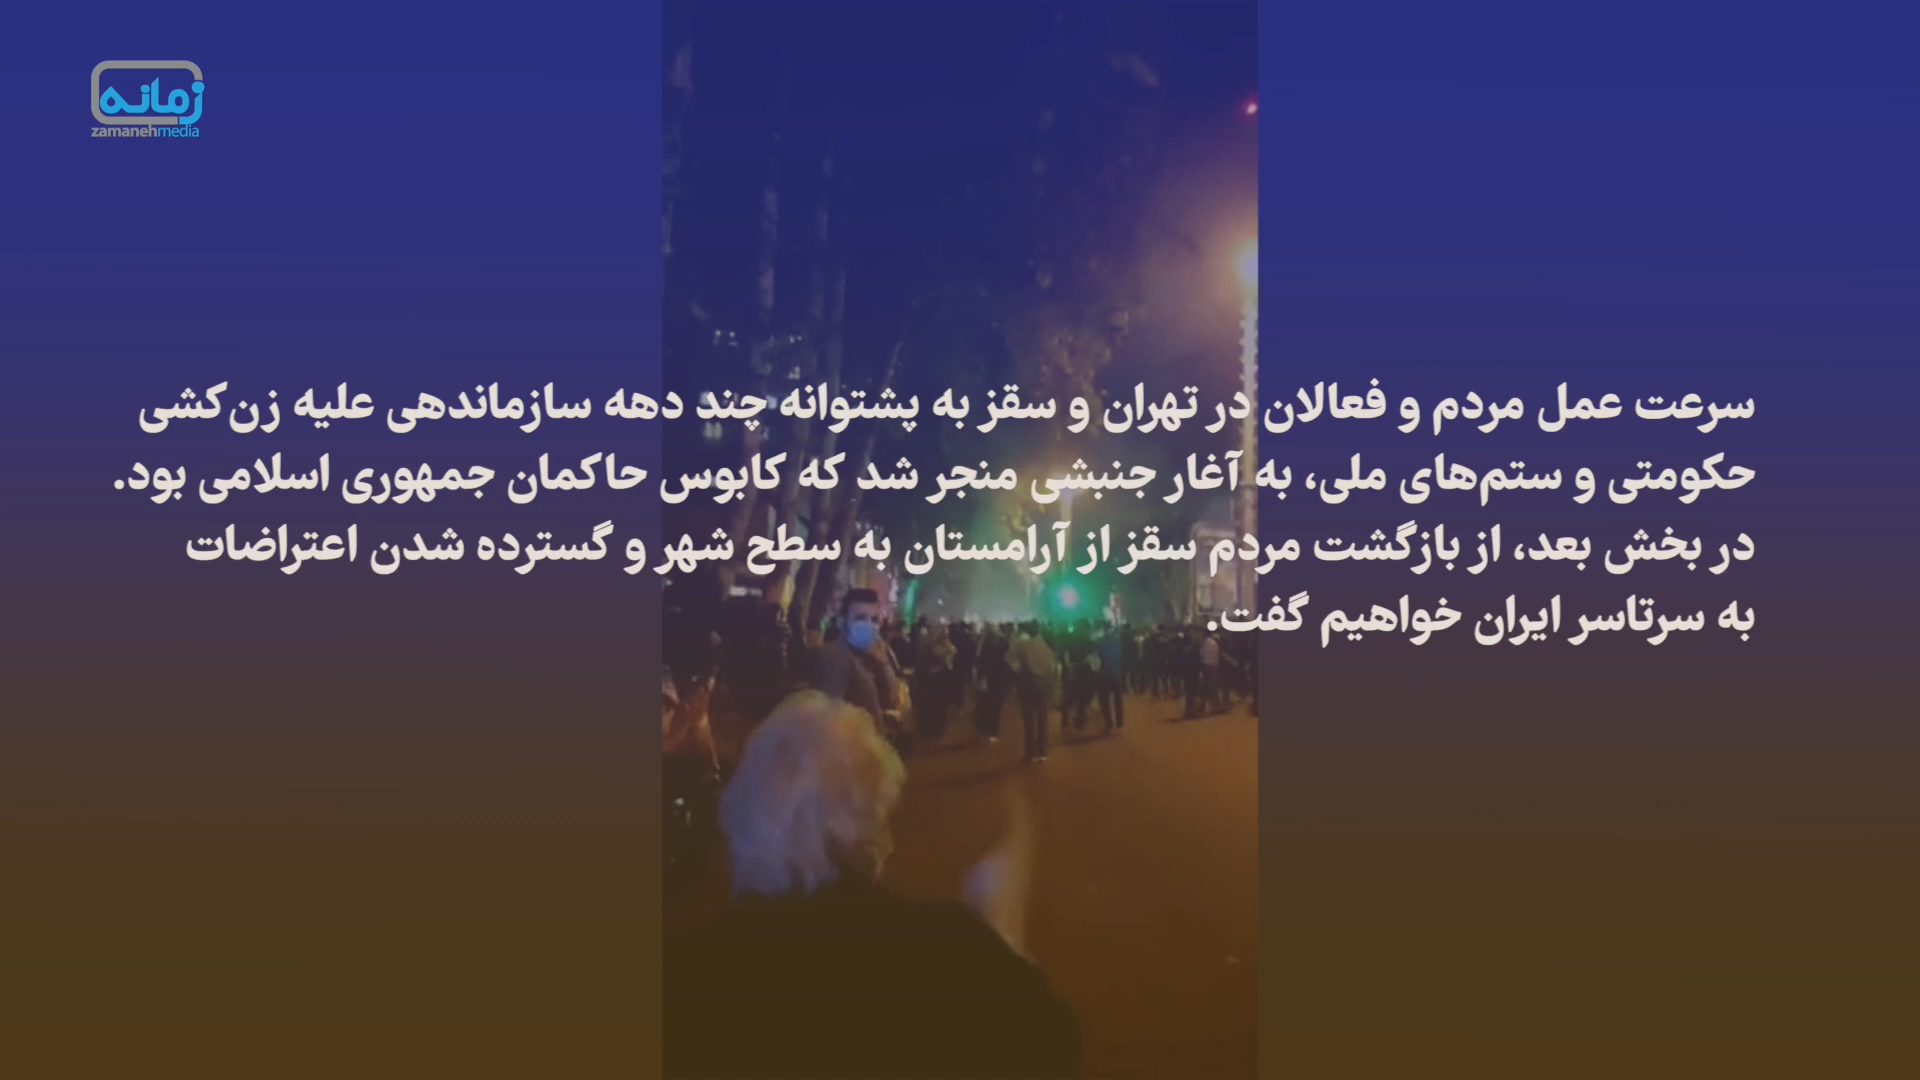 زمانه
zamanehmedia
سرعت عمل مردم و فعالان در تهران و سقز به پشتوانه چند دهه سازماندهی علیه زن‌کشی
حکومتی و ستم‌های ملی، به آغار جنبشی منجر شد که کابوس حاکمان جمهوری اسلامی بود.
در بخش بعد، از بازگشت مردم سقز از آرامستان به سطح شهر و گسترده شدن اعتراضات
به سرتاسر ایران خواهیم گفت.